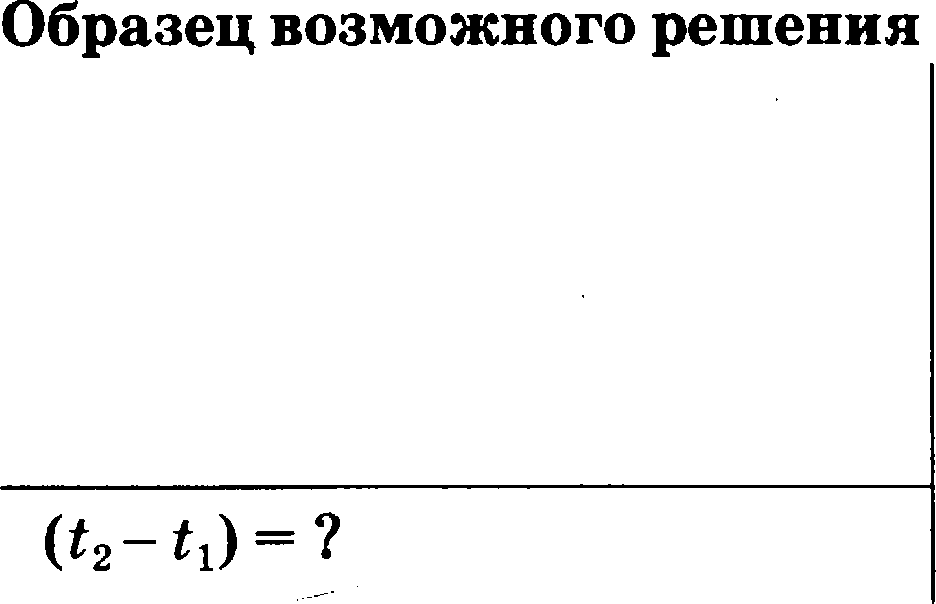 Образец возможного решения
(t₂ – t₁) = ?